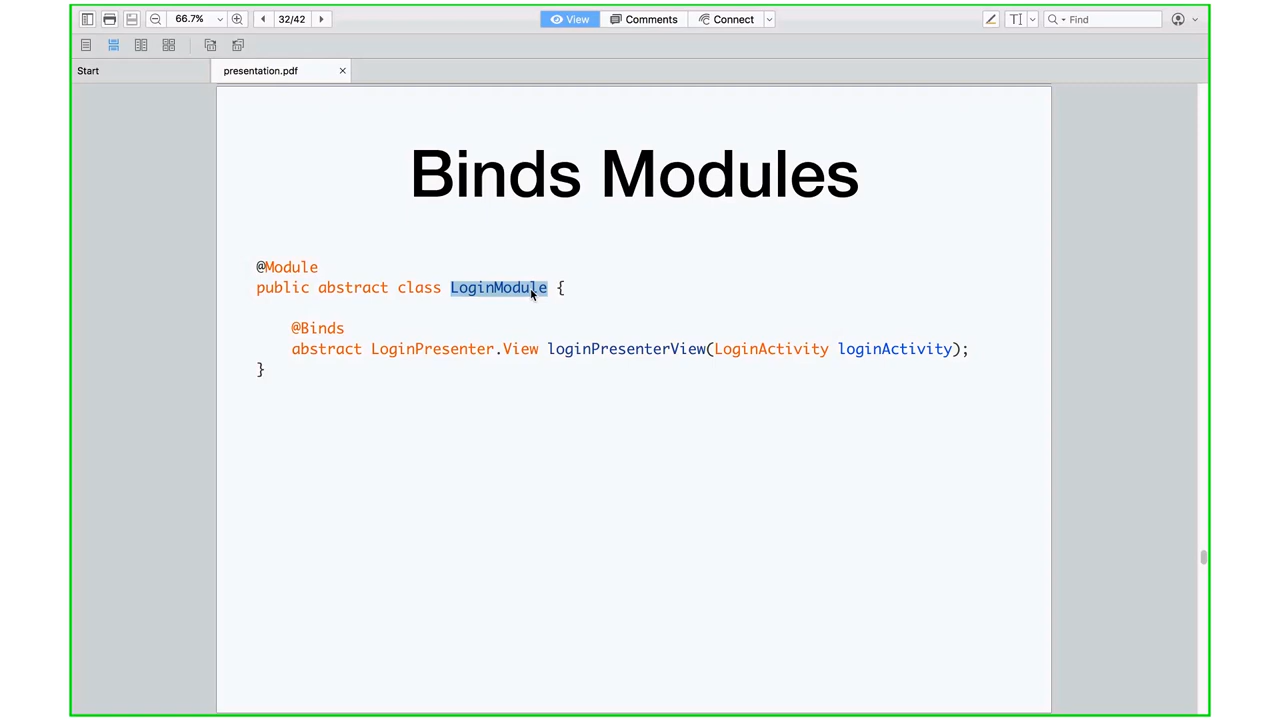 66.7%
32/42
View
Comments
Connect
Find
Start
presentation.pdf
Binds Modules
@Module
public abstract class LoginModule {
@Binds
abstract LoginPresenter.View loginPresenterView(LoginActivity loginActivity);
}